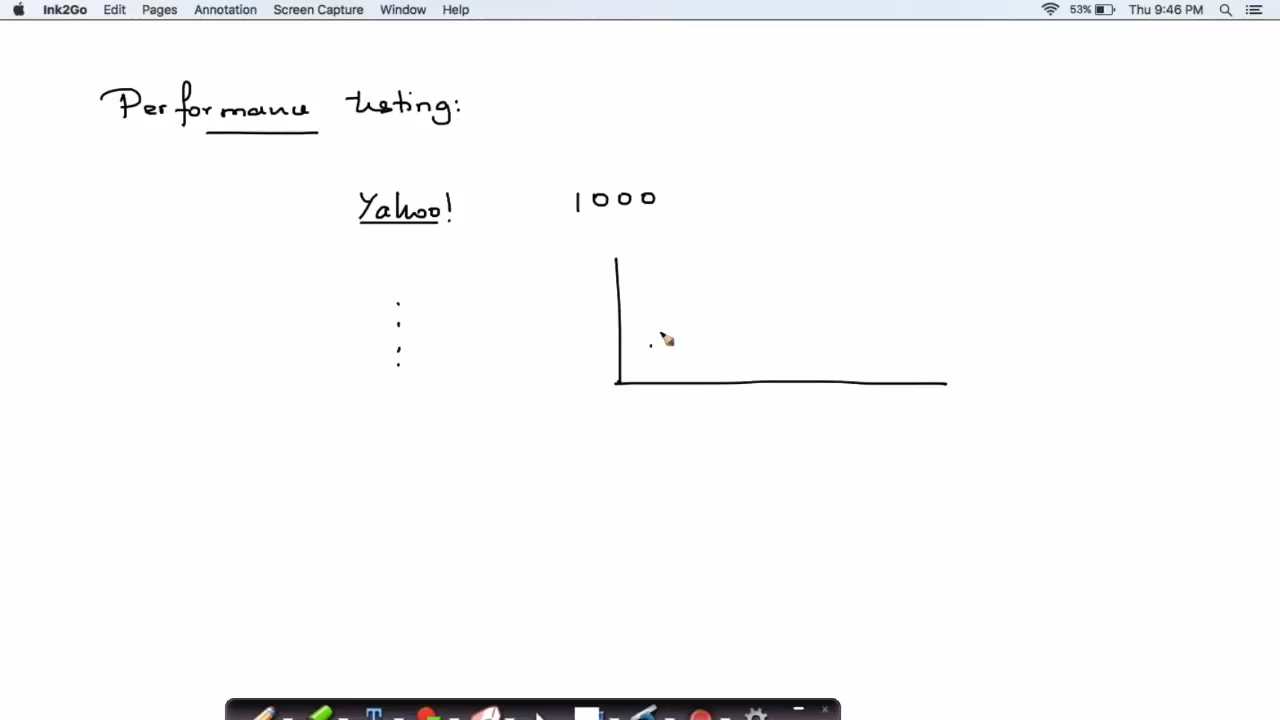 Ink2Go Edit Pages Annotation Screen Capture Window Help 53% Thu 9:46 PM
Performance testing:
Yahoo! 1000